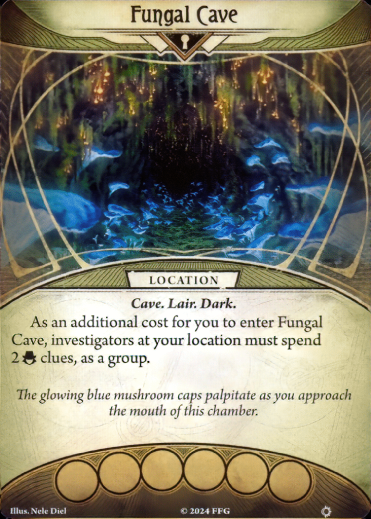 Fungal Cave
LOCATION
Cave. Lair. Dark.
As an additional cost for you to enter Fungal
Cave, investigators at your location must spend
2 clues, as a group.
The glowing blue mushroom caps palpitate as you approach
the mouth of this chamber.
Illus. Nele Diel
© 2024 FFG